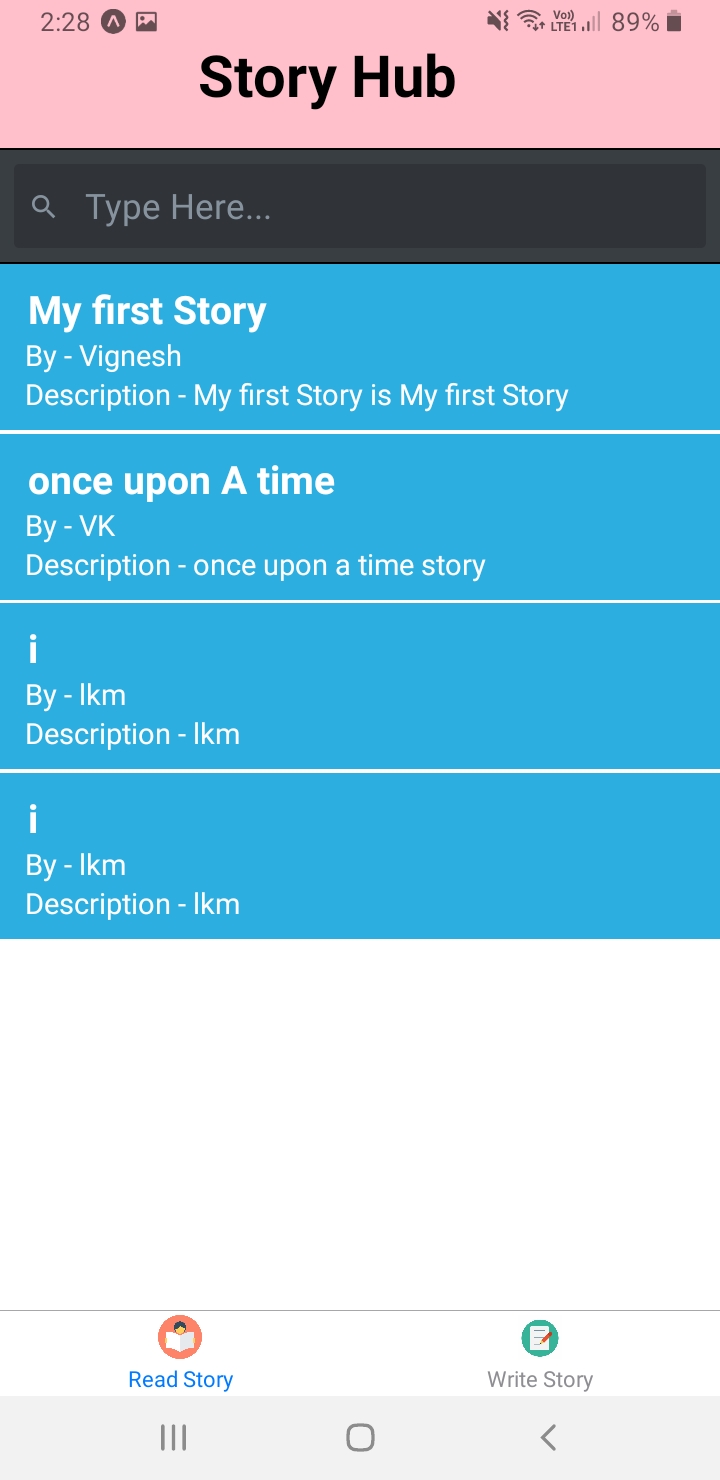 2:28
Vo)) LTE1 89%
Story Hub
Type Here...
My first Story
By - Vignesh
Description - My first Story is My first Story
once upon A time
By - VK
Description - once upon a time story
i
By - lkm
Description - lkm
i
By - lkm
Description - lkm
Read Story
Write Story